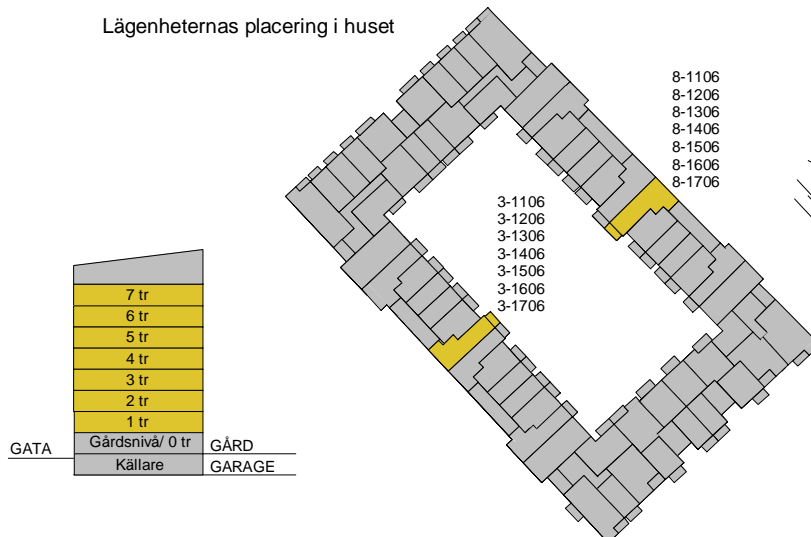 Lägenheternas placering i huset
8-1106
8-1206
8-1306
8-1406
8-1506
8-1606
8-1706
3-1106
3-1206
3-1306
3-1406
3-1506
3-1606
3-1706
7 tr
6 tr
5 tr
4 tr
3 tr
2 tr
1 tr
Gårdsnivå/ 0 tr
Källare
GATA
GÅRD
GARAGE